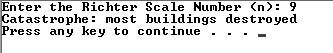 Enter the Richter Scale Number (n): 9
Catastrophe: most buildings destroyed
Press any key to continue . . .